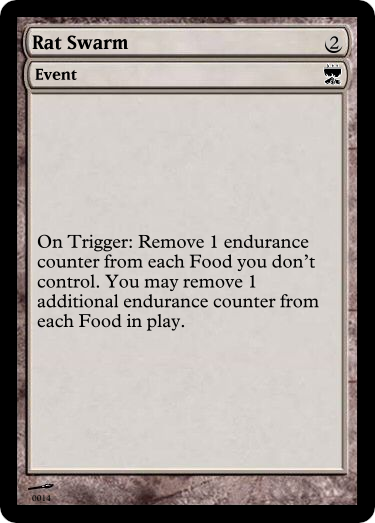 Rat Swarm 2
Event
On Trigger: Remove 1 endurance
counter from each Food you don't
control. You may remove 1
additional endurance counter from
each Food in play.
0014